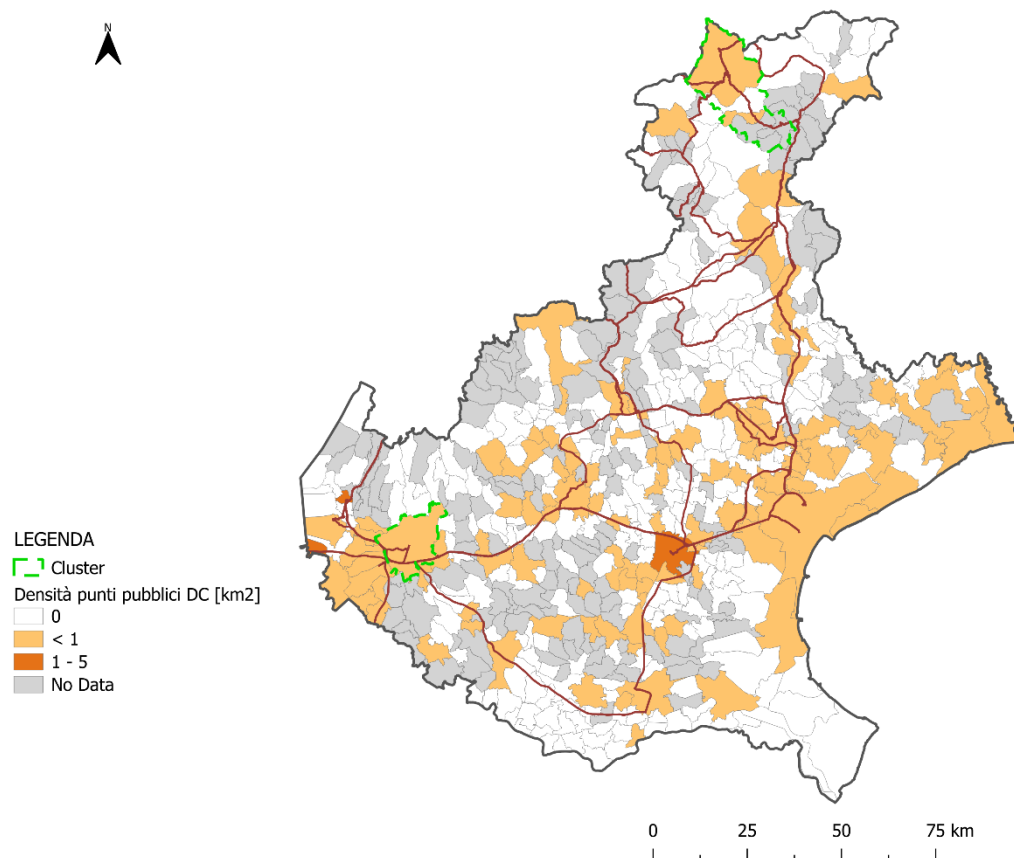 N
LEGENDA
Cluster
Densità punti pubblici DC [km2]
0
< 1
1 - 5
No Data
0 25 50 75 km